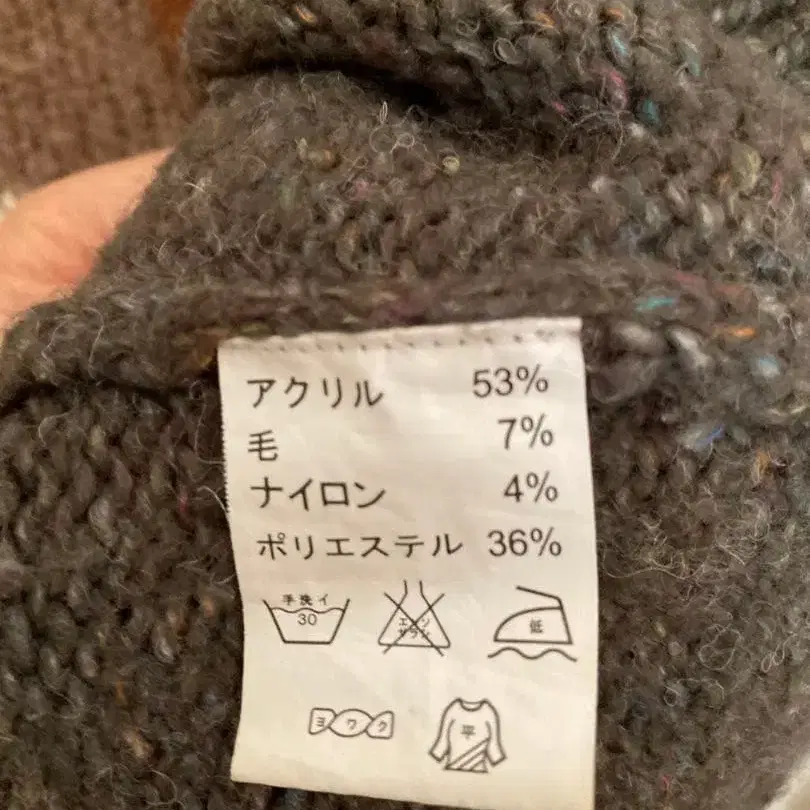 アクリル 53%
毛 7%
ナイロン 4%
ポリエステル 36%
手洗イ
30
エンソ
サラシ
低
ヨワク
平